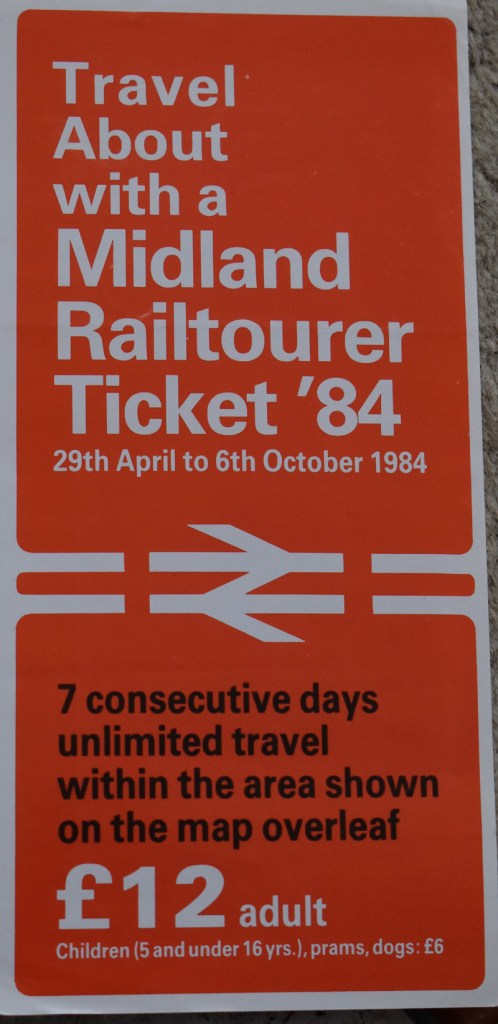 Travel
About
with a
Midland
Railtourer
Ticket ’84
29th April to 6th October 1984
7 consecutive days
unlimited travel
within the area shown
on the map overleaf
£12 adult
Children (5 and under 16 yrs.), prams, dogs: £6